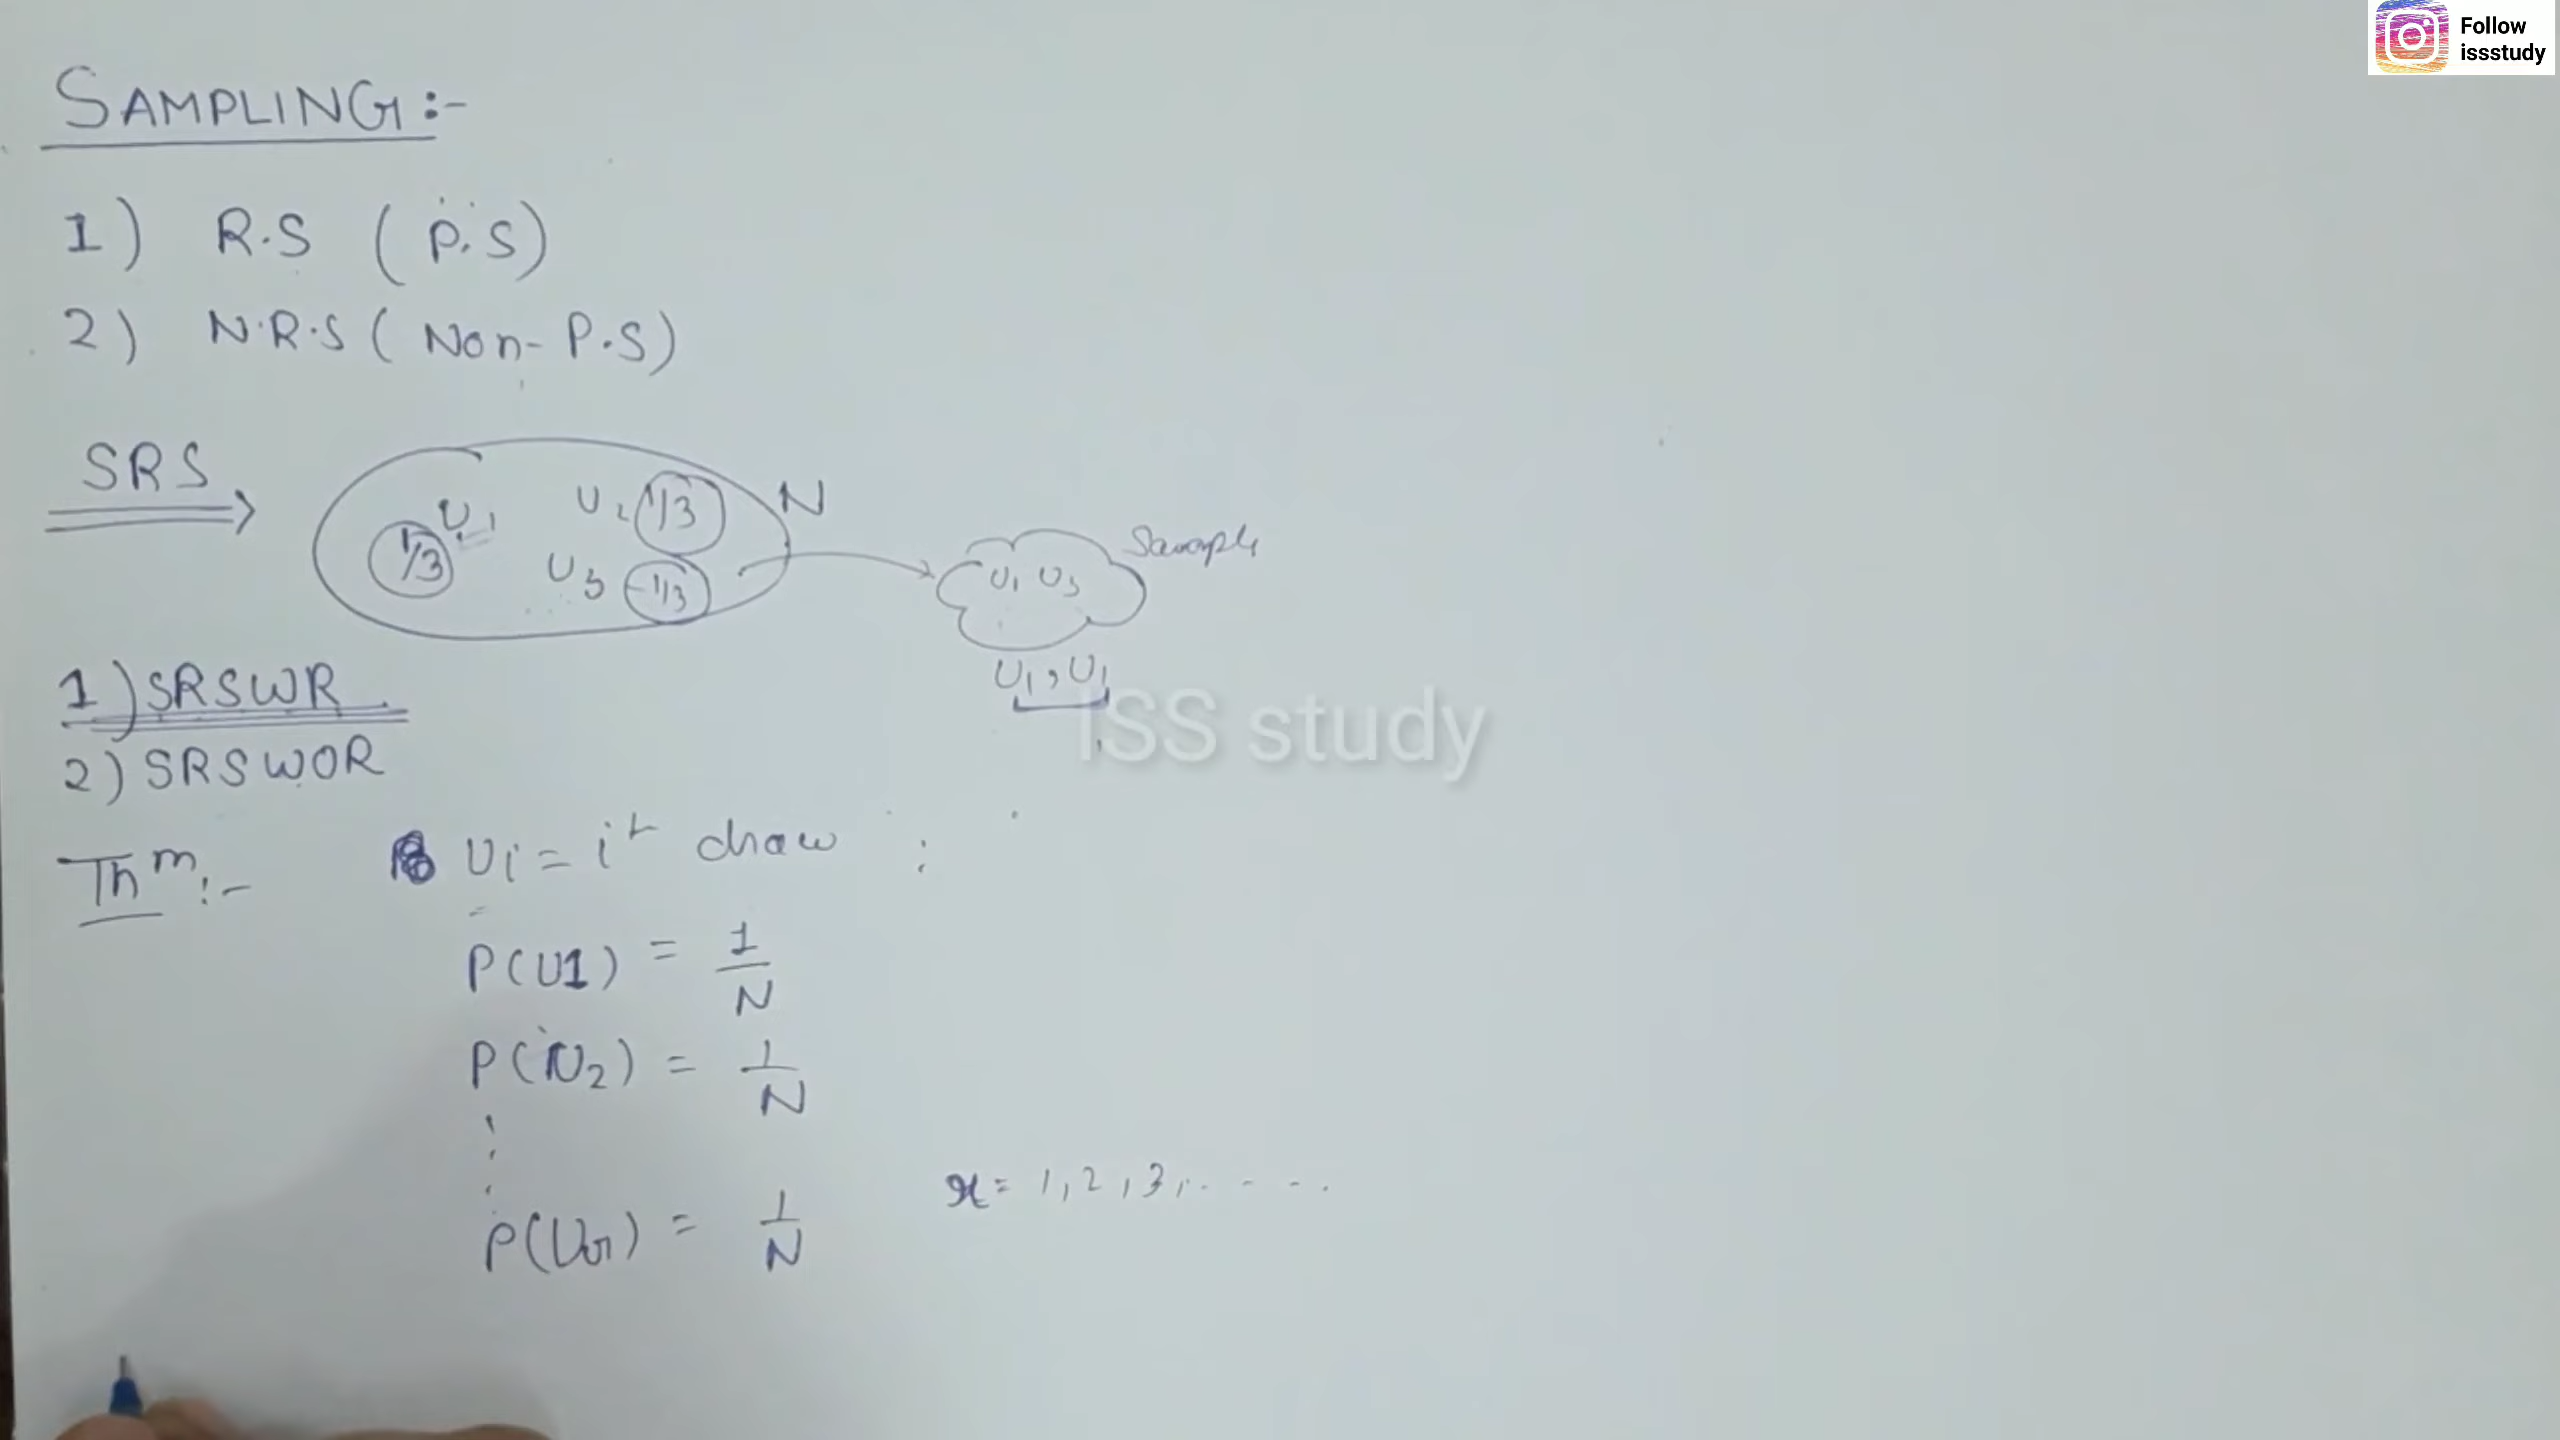 Follow
issstudy
SAMPLING :-
1) R.S (P.S)
2) N.R.S (Non-P.S)
SRS
U1 1/3
U2 1/3
U3 1/3
N
Sample
U1 U3
U1, U1
1) SRSWR
2) SRSWOR
ISS study
Thm :- Ui = ith draw :
P(U1) = 1/N
P(U2) = 1/N
P(Ur) = 1/N
r = 1, 2, 3, . . . .